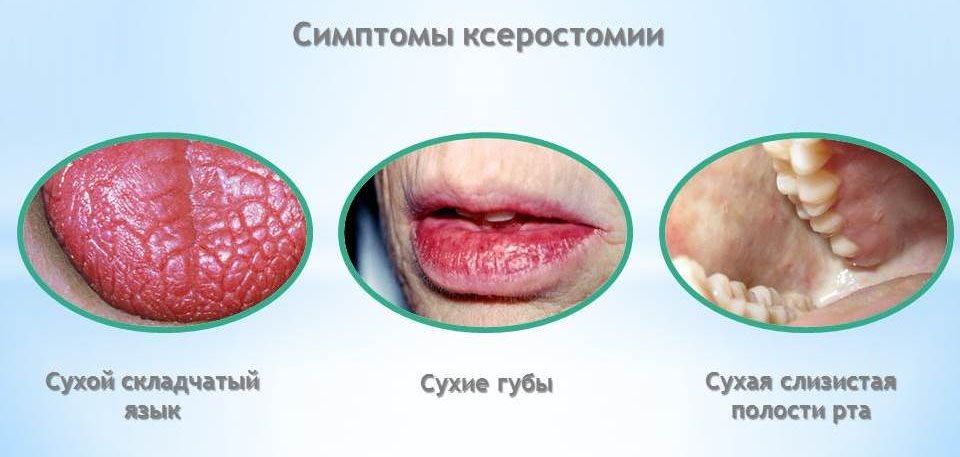 Симптомы ксеростомии
Сухой складчатый
язык
Сухие губы
Сухая слизистая
полости рта